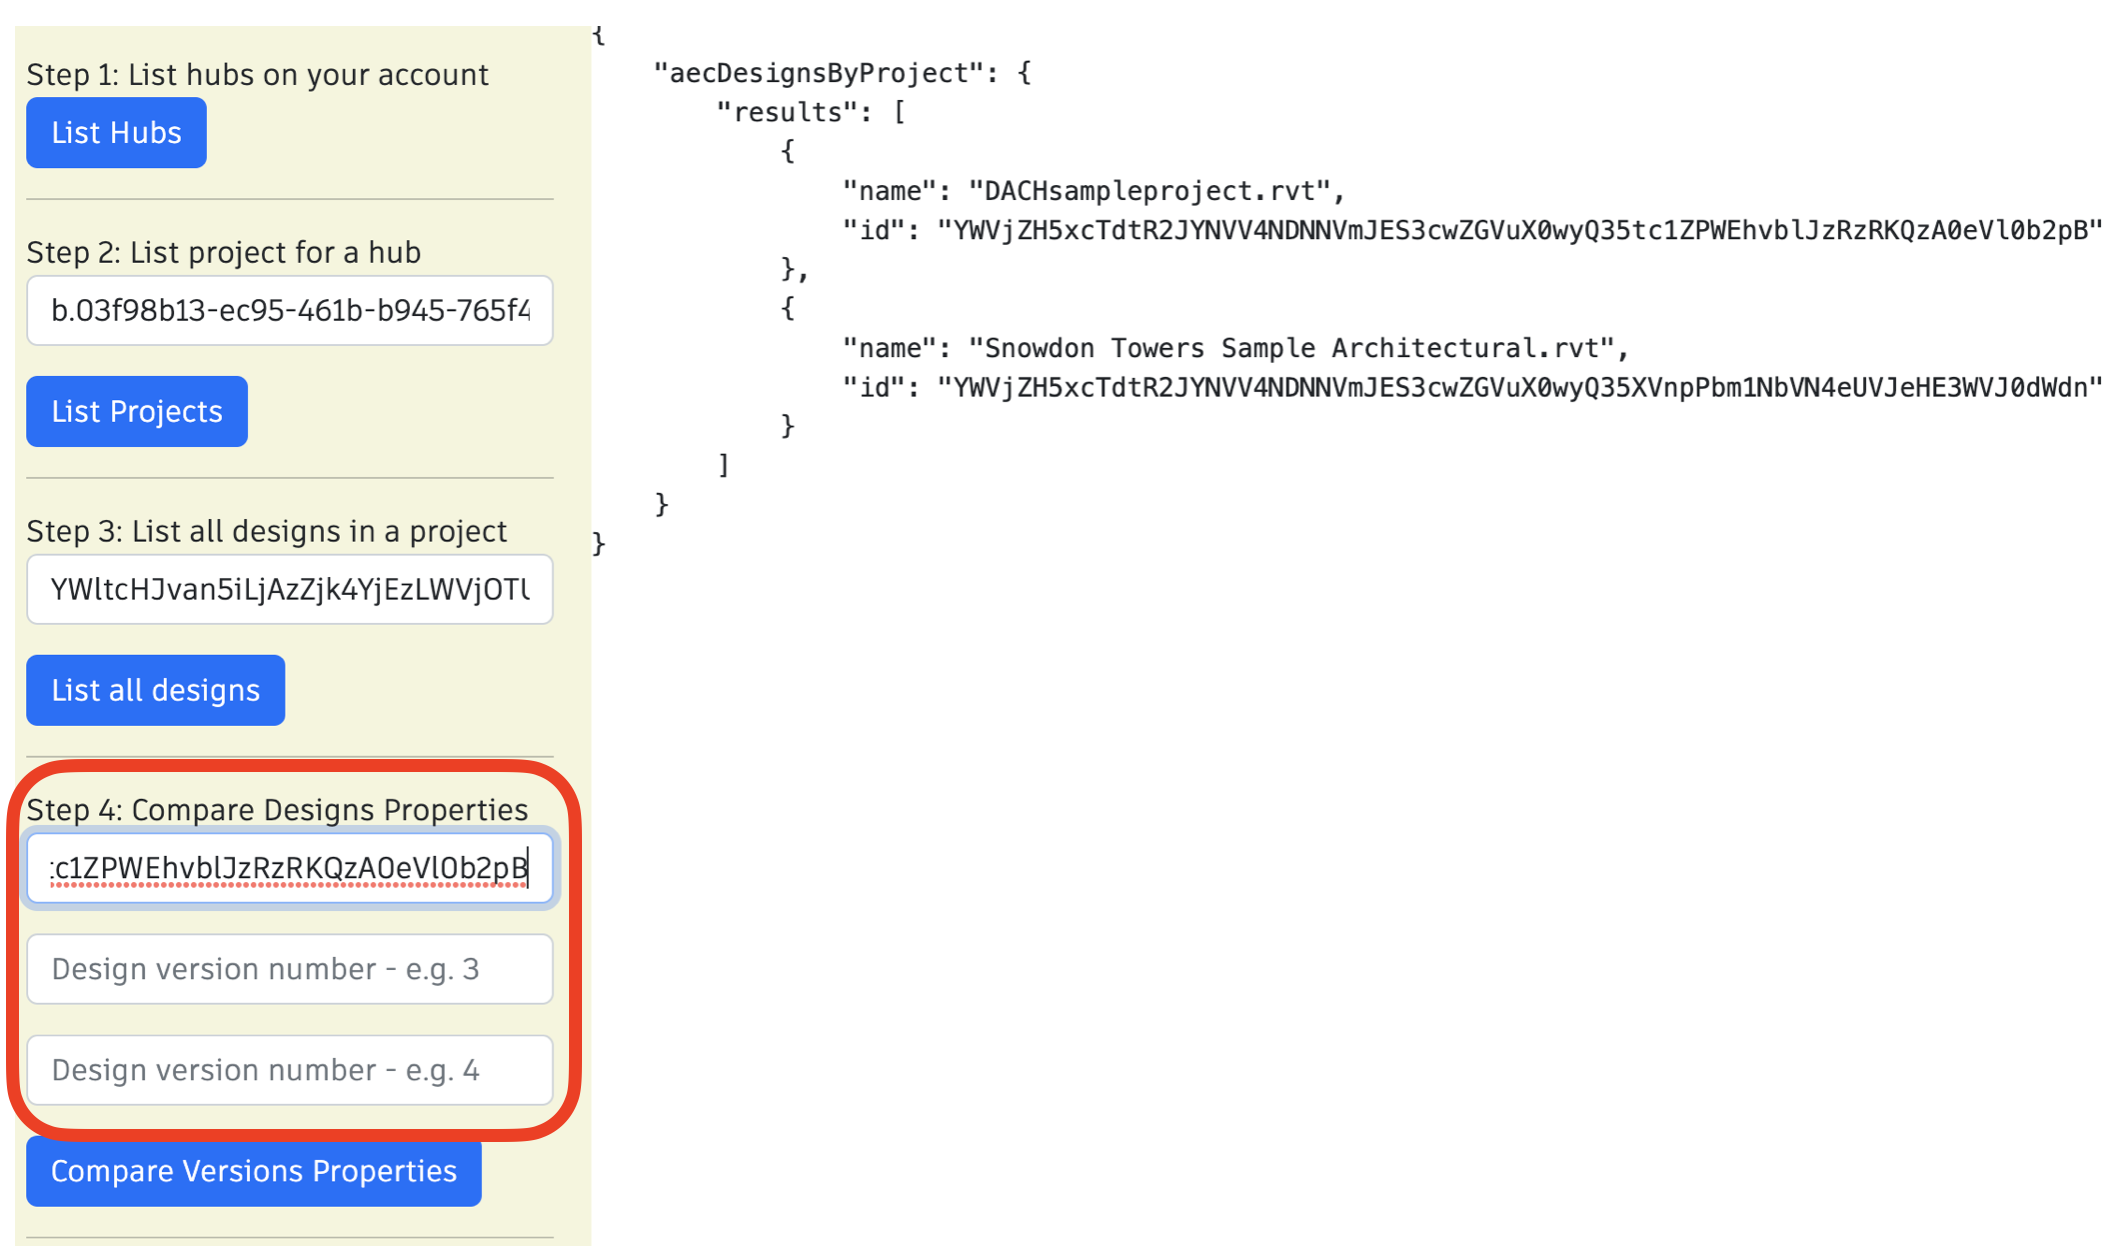 Step 1: List hubs on your account
List Hubs
Step 2: List project for a hub
b.03f98b13-ec95-461b-b945-765f4
List Projects
Step 3: List all designs in a project
YWltcHJvan5iLjAzZjk4YjEzLWVjOTU
List all designs
Step 4: Compare Designs Properties
c1ZPWEhvblJzRzRKQzA0eVl0b2pB
Design version number - e.g. 3
Design version number - e.g. 4
Compare Versions Properties
{
"aecDesignsByProject": {
"results": [
{
"name": "DACHsampleproject.rvt",
"id": "YWVjZH5xcTdtR2JYNVV4NDNNVmJES3cwZGVuX0wyQ35tc1ZPWEhvblJzRzRKQzA0eVl0b2pB"
},
{
"name": "Snowdon Towers Sample Architectural.rvt",
"id": "YWVjZH5xcTdtR2JYNVV4NDNNVmJES3cwZGVuX0wyQ35XVnpPbm1NbVN4eUVJeHE3WVJ0dWdn"
}
]
}
}